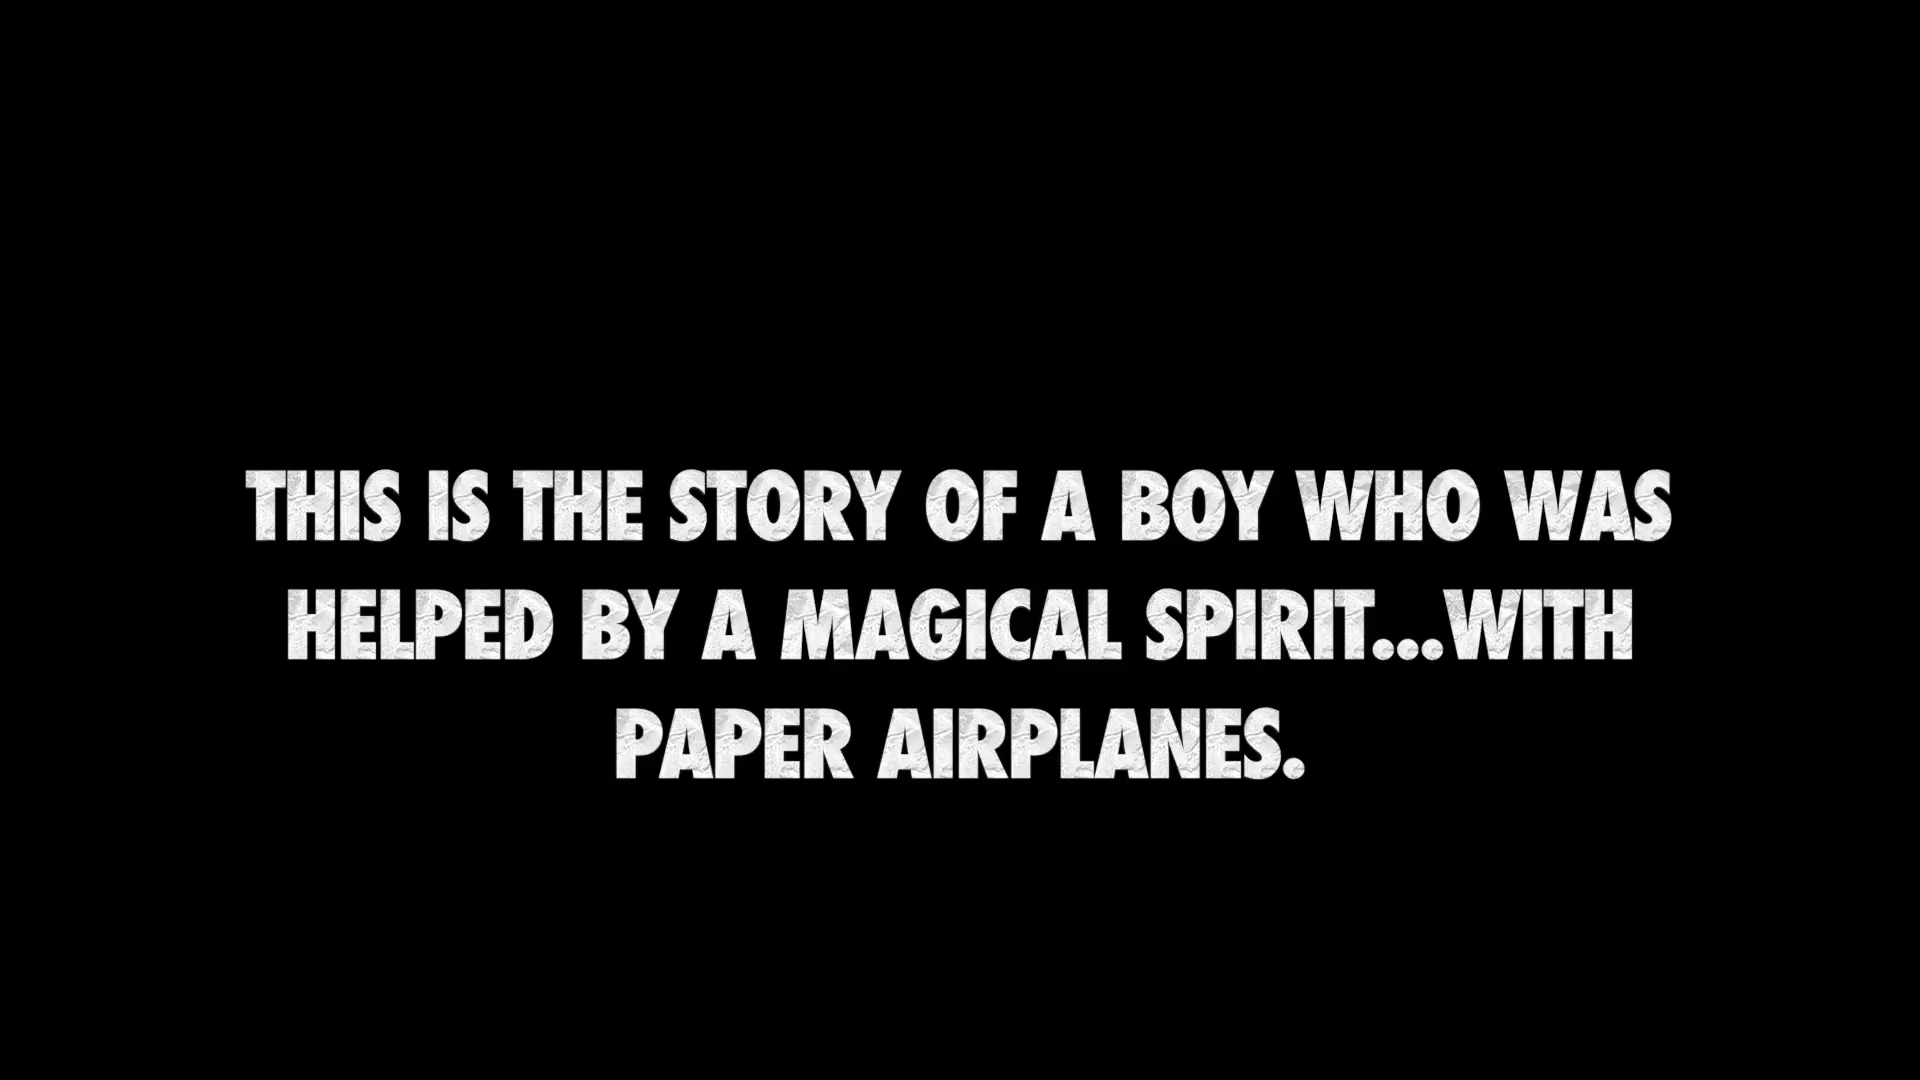 THIS IS THE STORY OF A BOY WHO WAS
HELPED BY A MAGICAL SPIRIT...WITH
PAPER AIRPLANES.